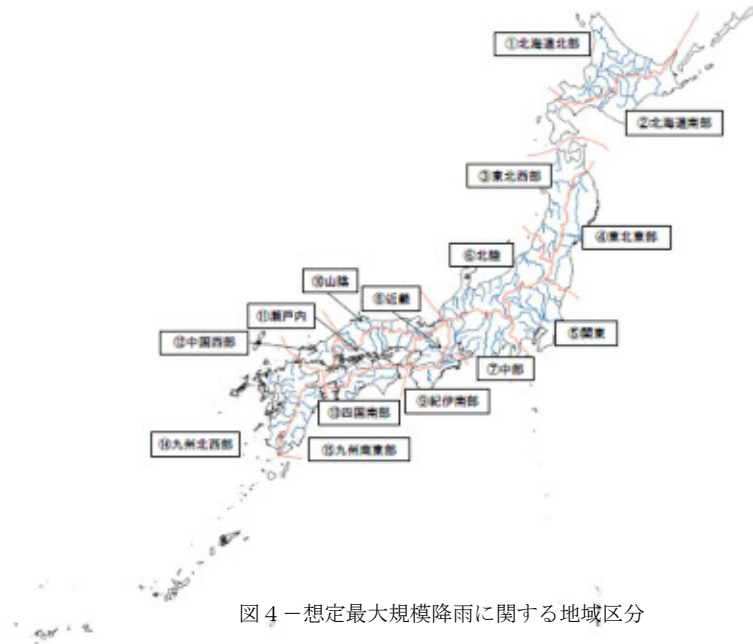 ①北海道北部
②北海道南部
③東北西部
④東北東部
⑥北陸
⑩山陰
⑧近畿
⑪瀬戸内
⑫中国西部
⑤関東
⑦中部
⑨紀伊南部
⑬四国南部
⑭九州北西部
⑮九州南東部
図4－想定最大規模降雨に関する地域区分